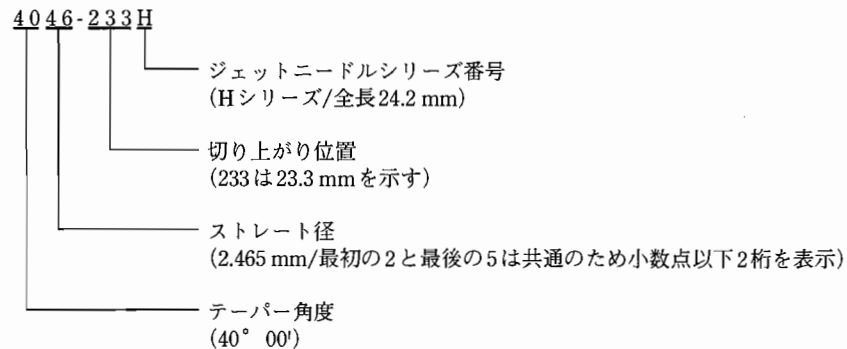 4046-233H
ジェットニードルシリーズ番号
(Hシリーズ/全長24.2 mm)
切り上がり位置
(233は23.3 mmを示す)
ストレート径
(2.465 mm/最初の2と最後の5は共通のため小数点以下2桁を表示)
テーパー角度
(40° 00')